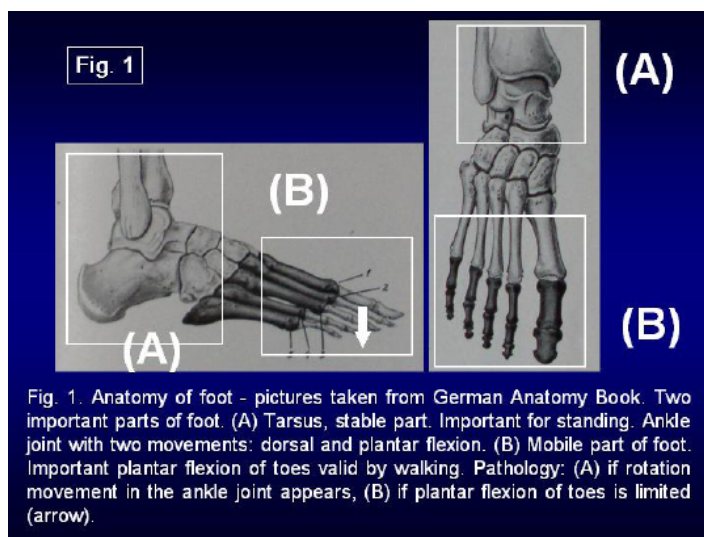 Fig. 1
(A)
(B)
(A)
(B)
1
2
Fig. 1. Anatomy of foot - pictures taken from German Anatomy Book. Two
important parts of foot. (A) Tarsus, stable part. Important for standing. Ankle
joint with two movements: dorsal and plantar flexion. (B) Mobile part of foot.
Important plantar flexion of toes valid by walking. Pathology: (A) if rotation
movement in the ankle joint appears, (B) if plantar flexion of toes is limited
(arrow).